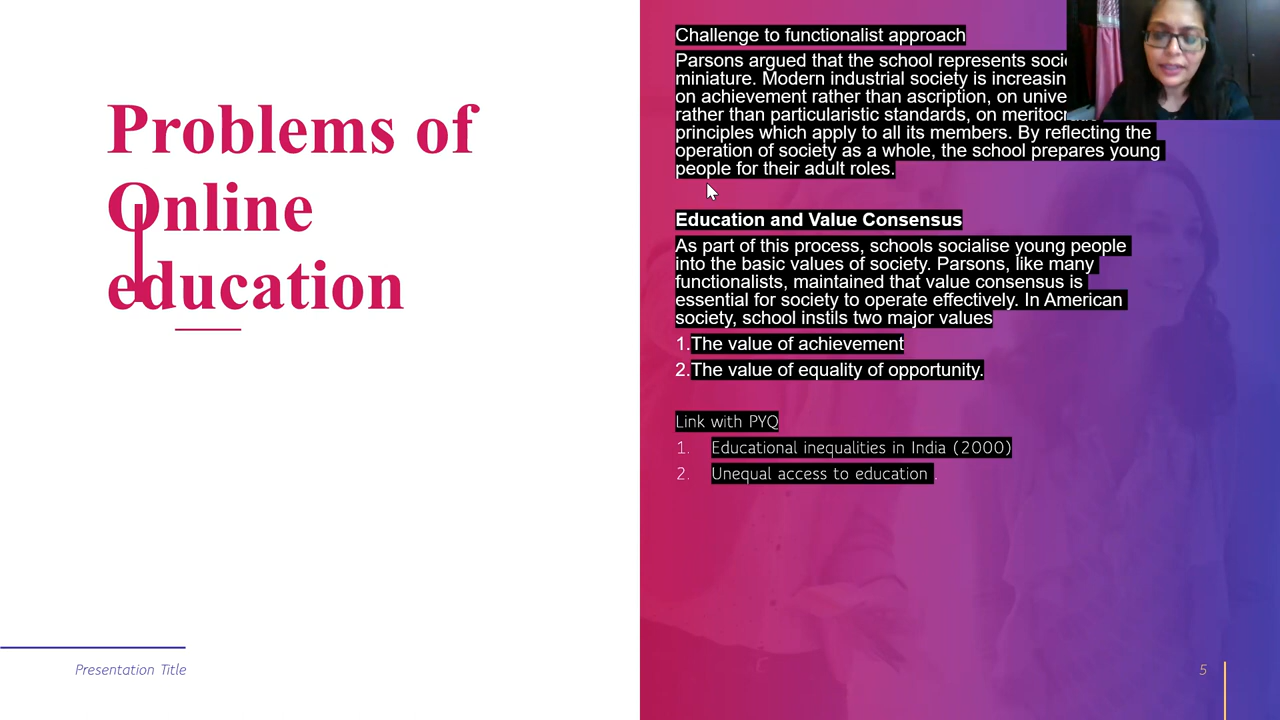 Problems of
Online
education
Presentation Title
Challenge to functionalist approach
Parsons argued that the school represents
miniature. Modern industrial society is
on achievement rather than ascription, on
rather than particularistic standards, on
principles which apply to all its members. By reflecting the
operation of society as a whole, the school prepares young
people for their adult roles.
Education and Value Consensus
As part of this process, schools socialise young people
into the basic values of society. Parsons, like many
functionalists, maintained that value consensus is
essential for society to operate effectively. In American
society, school instils two major values
1.The value of achievement
2.The value of equality of opportunity.
Link with PYQ
1. Educational inequalities in India (2000)
2. Unequal access to education .
5